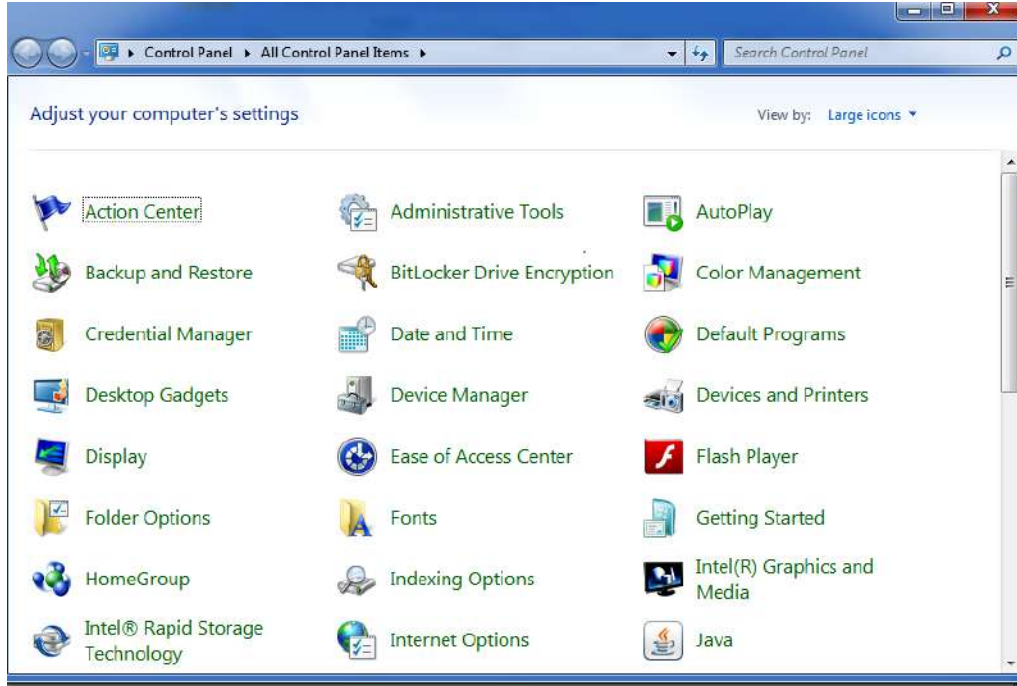 Control Panel All Control Panel Items Search Control Panel
Adjust your computer's settings View by: Large icons
Action Center Administrative Tools AutoPlay
Backup and Restore BitLocker Drive Encryption Color Management
Credential Manager Date and Time Default Programs
Desktop Gadgets Device Manager Devices and Printers
Display Ease of Access Center Flash Player
Folder Options Fonts Getting Started
HomeGroup Indexing Options Intel(R) Graphics and
Media
Intel® Rapid Storage
Technology Internet Options Java